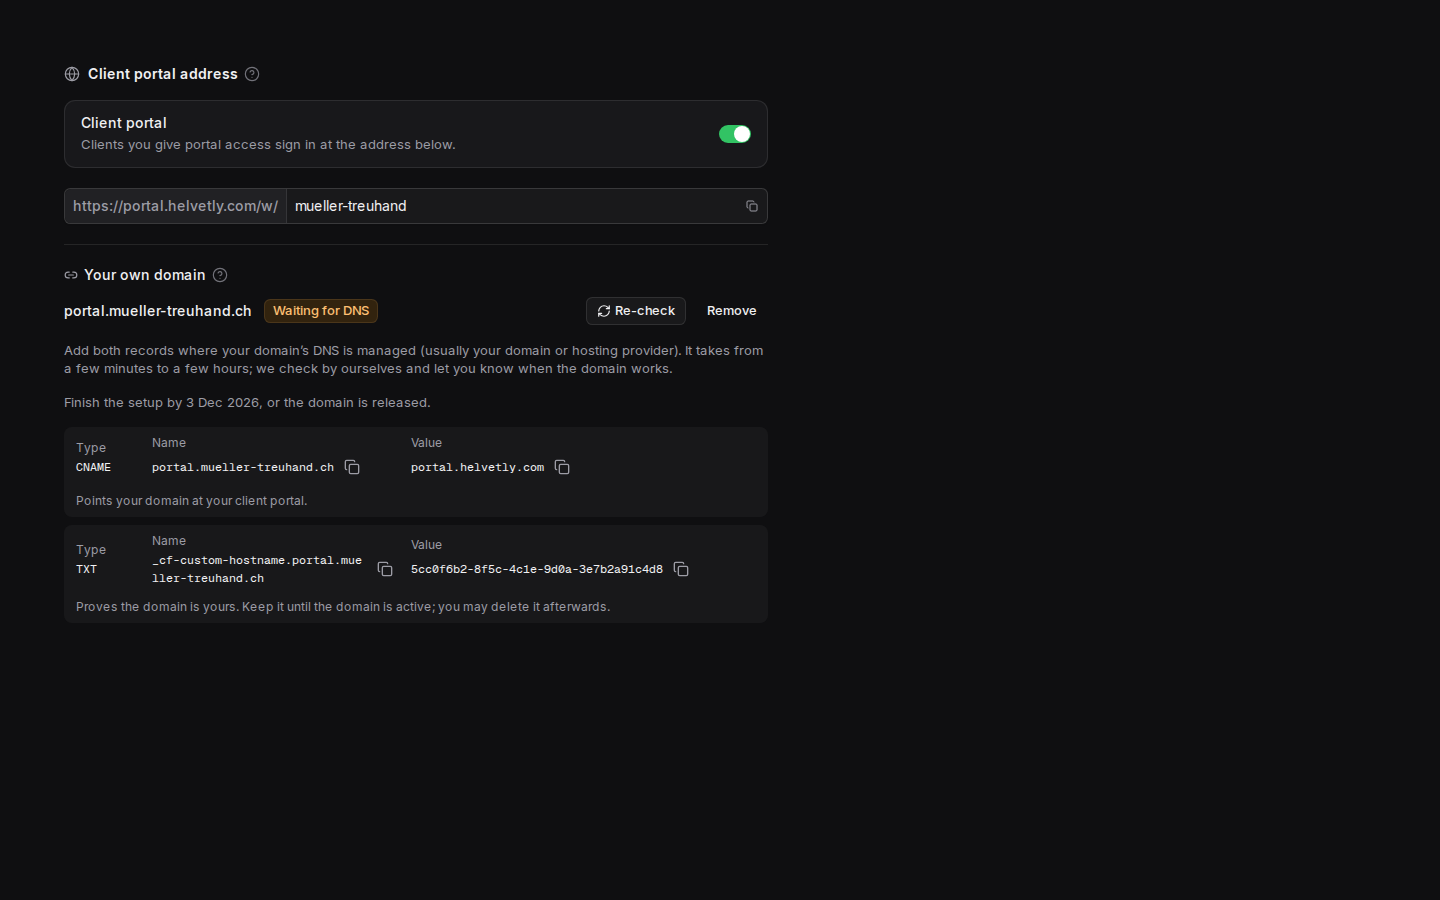 Client portal address
Client portal
Clients you give portal access sign in at the address below.
https://portal.helvetly.com/w/ mueller-treuhand
Your own domain
portal.mueller-treuhand.ch Waiting for DNS Re-check Remove
Add both records where your domain’s DNS is managed (usually your domain or hosting provider). It takes from
a few minutes to a few hours; we check by ourselves and let you know when the domain works.
Finish the setup by 3 Dec 2026, or the domain is released.
Type Name Value
CNAME portal.mueller-treuhand.ch portal.helvetly.com
Points your domain at your client portal.
Type Name Value
TXT _cf-custom-hostname.portal.mue
ller-treuhand.ch 5cc0f6b2-8f5c-4c1e-9d0a-3e7b2a91c4d8
Proves the domain is yours. Keep it until the domain is active; you may delete it afterwards.